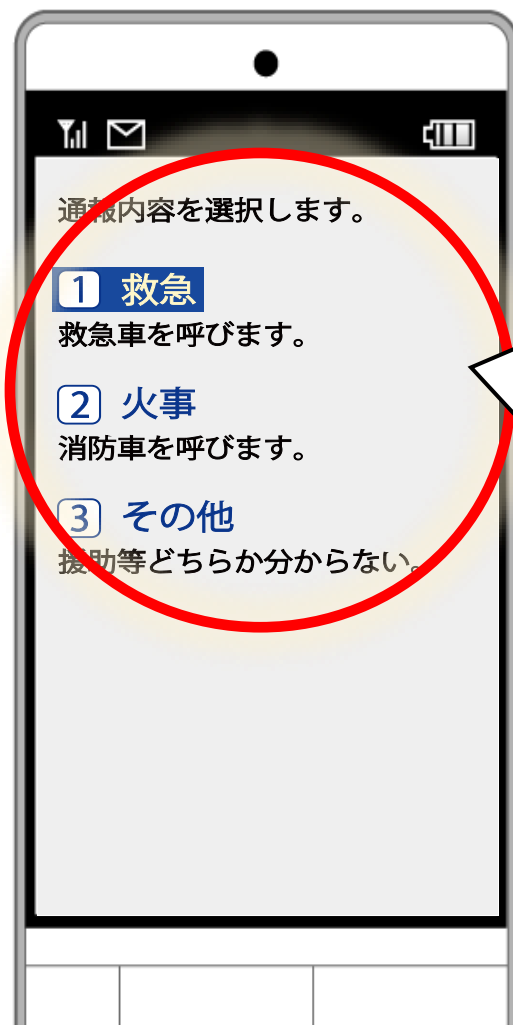 通報内容を選択します。
1 救急
救急車を呼びます。
2 火事
消防車を呼びます。
3 その他
援助等どちらか分からない。